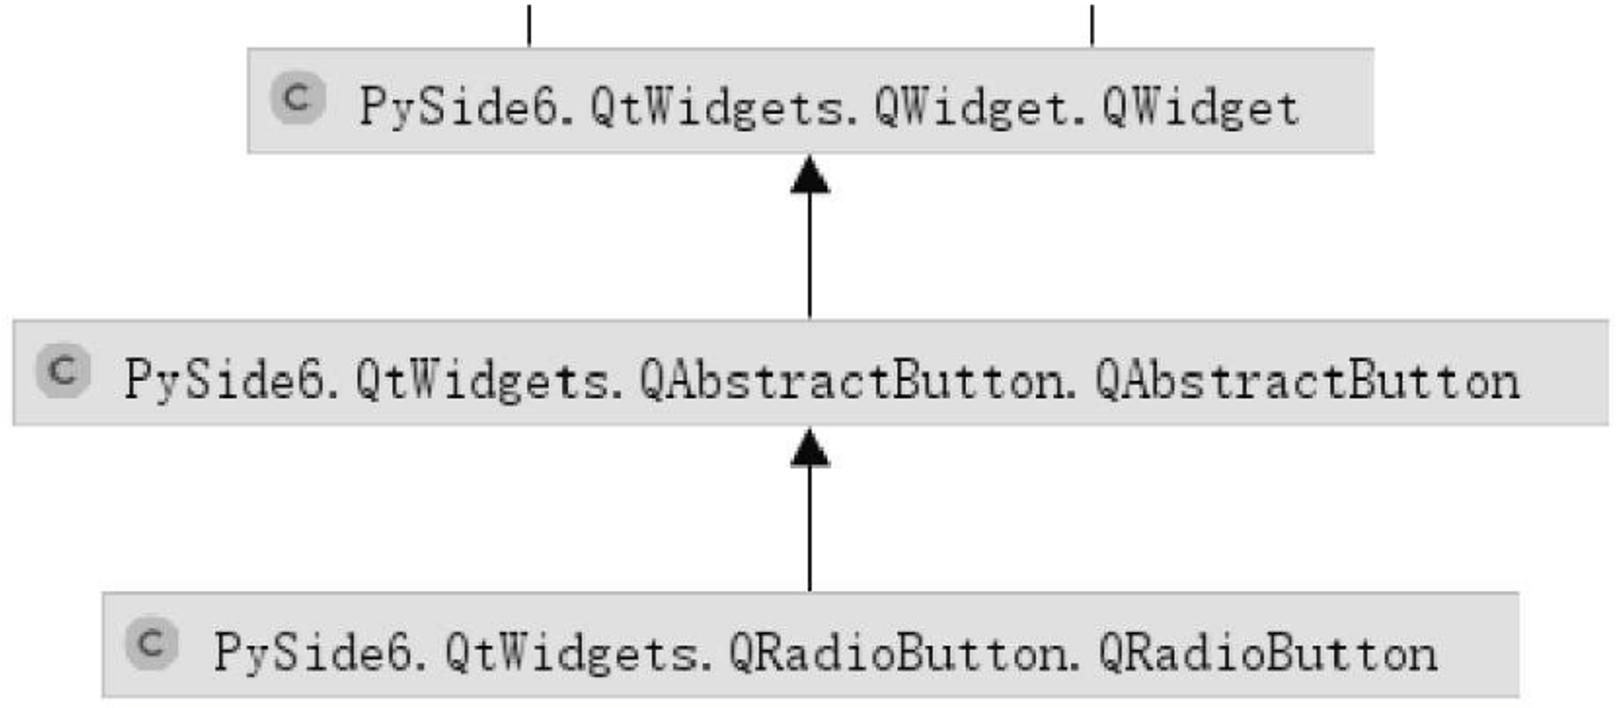 C PySide6.QtWidgets.QWidget.QWidget
C PySide6.QtWidgets.QAbstractButton.QAbstractButton
C PySide6.QtWidgets.QRadioButton.QRadioButton